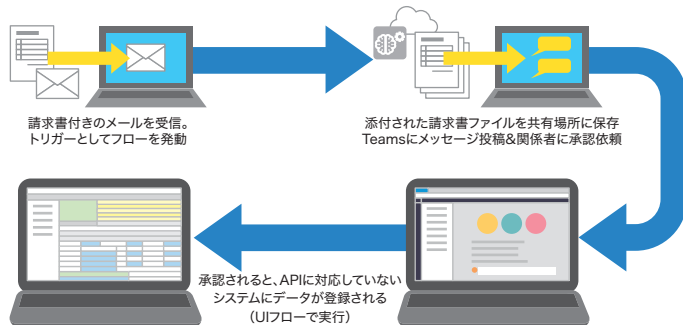 請求書付きのメールを受信。
トリガーとしてフローを発動
添付された請求書ファイルを共有場所に保存
Teamsにメッセージ投稿&関係者に承認依頼
承認されると、APIに対応していない
システムにデータが登録される
（UIフローで実行）